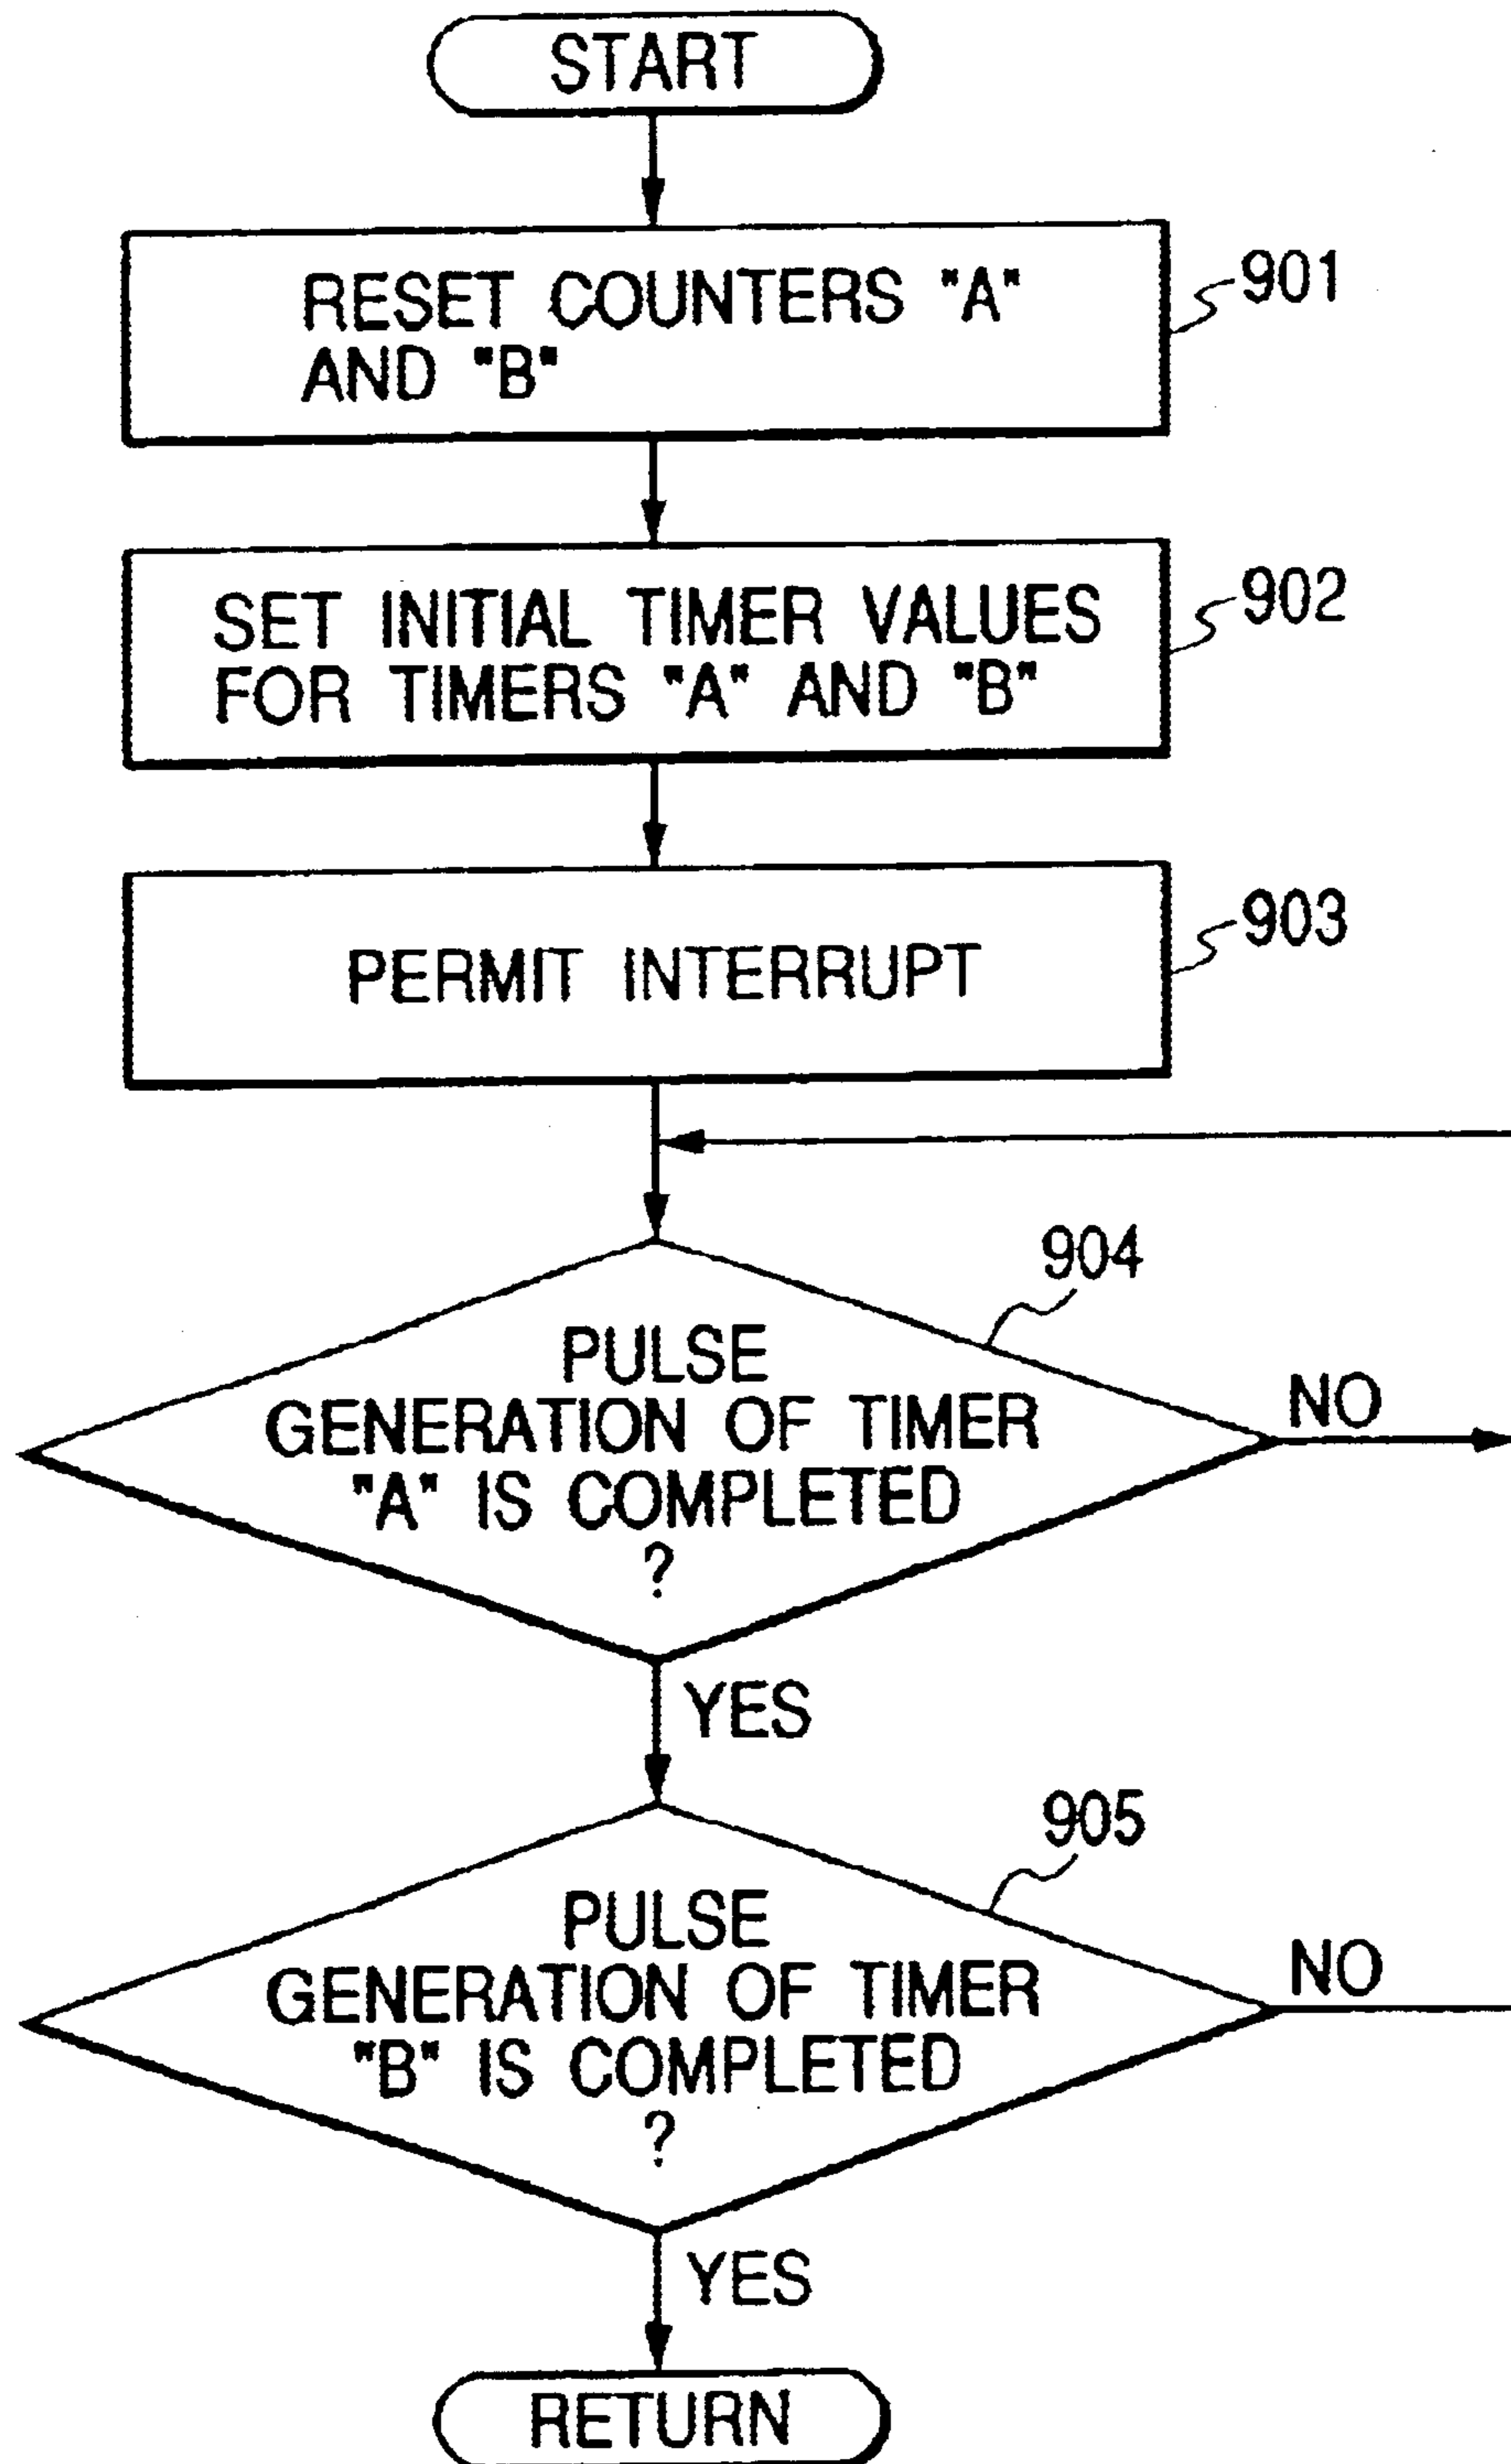 START
RESET COUNTERS "A"
AND "B"
901
SET INITIAL TIMER VALUES
FOR TIMERS "A" AND "B"
902
PERMIT INTERRUPT
903
904
PULSE
GENERATION OF TIMER
"A" IS COMPLETED
?
NO
YES
905
PULSE
GENERATION OF TIMER
"B" IS COMPLETED
?
NO
YES
RETURN